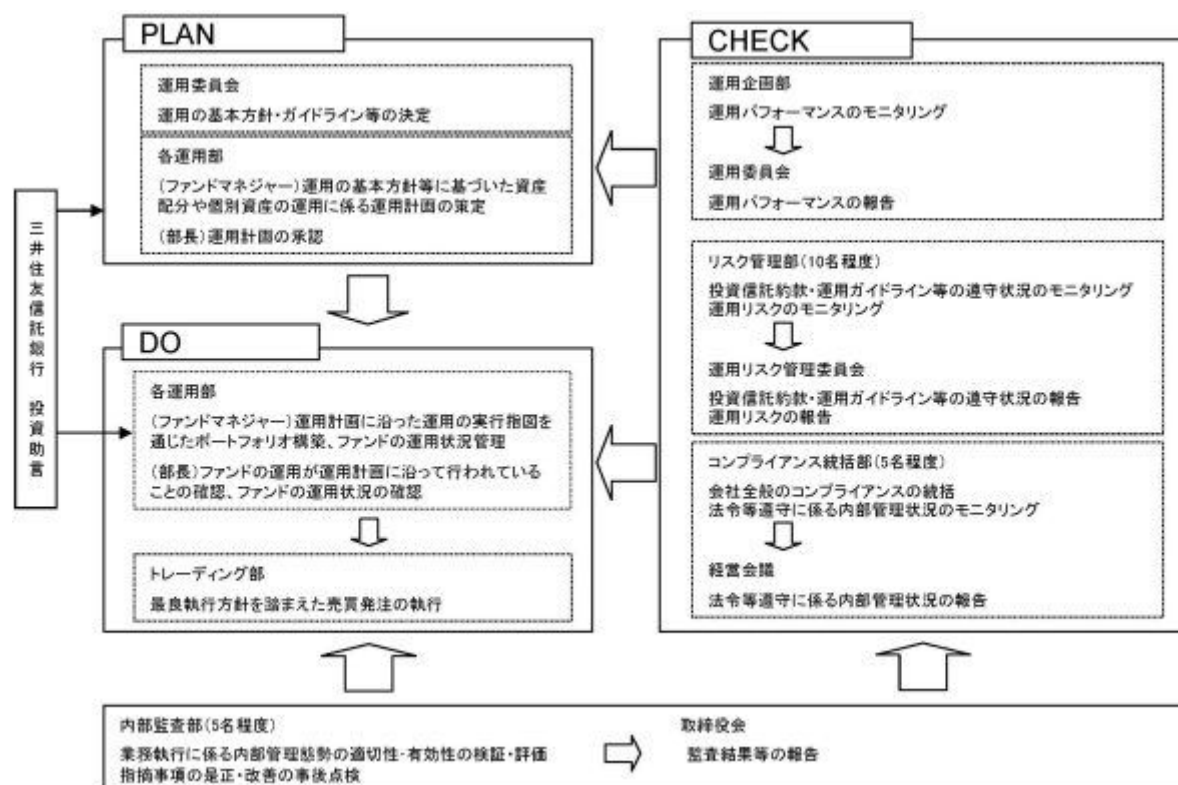 PLAN
運用委員会
運用の基本方針・ガイドライン等の決定
各運用部
(ファンドマネジャー)運用の基本方針等に基づいた資産
配分や個別資産の運用に係る運用計画の策定
(部長)運用計画の承認
三井住友信託銀行 投資助言
DO
各運用部
(ファンドマネジャー)運用計画に沿った運用の実行指図を
通じたポートフォリオ構築、ファンドの運用状況管理
(部長)ファンドの運用が運用計画に沿って行われている
ことの確認、ファンドの運用状況の確認
トレーディング部
最良執行方針を踏まえた売買発注の執行
CHECK
運用企画部
運用パフォーマンスのモニタリング
運用委員会
運用パフォーマンスの報告
リスク管理部(10名程度)
投資信託約款・運用ガイドライン等の遵守状況のモニタリング
運用リスクのモニタリング
運用リスク管理委員会
投資信託約款・運用ガイドライン等の遵守状況の報告
運用リスクの報告
コンプライアンス統括部(5名程度)
会社全般のコンプライアンスの統括
法令等遵守に係る内部管理状況のモニタリング
経営会議
法令等遵守に係る内部管理状況の報告
内部監査部(5名程度)
業務執行に係る内部管理態勢の適切性・有効性の検証・評価
指摘事項の是正・改善の事後点検
取締役会
監査結果等の報告